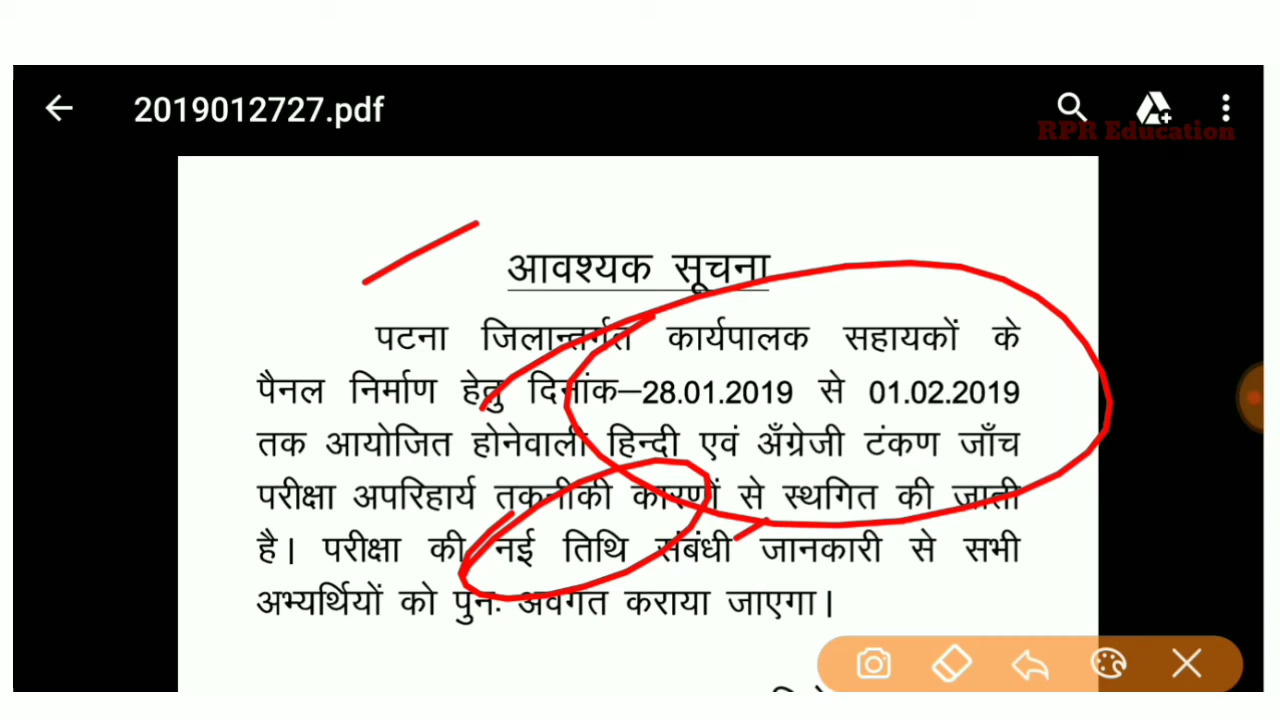 2019012727.pdf
RPR Education
आवश्यक सूचना
पटना जिलान्तर्गत कार्यपालक सहायकों के
पैनल निर्माण हेतु दिनांक–28.01.2019 से 01.02.2019
तक आयोजित होनेवाली हिन्दी एवं अँग्रेजी टंकण जाँच
परीक्षा अपरिहार्य तकनीकी कारणों से स्थगित की जाती
है। परीक्षा की नई तिथि संबंधी जानकारी से सभी
अभ्यर्थियों को पुनः अवगत कराया जाएगा।